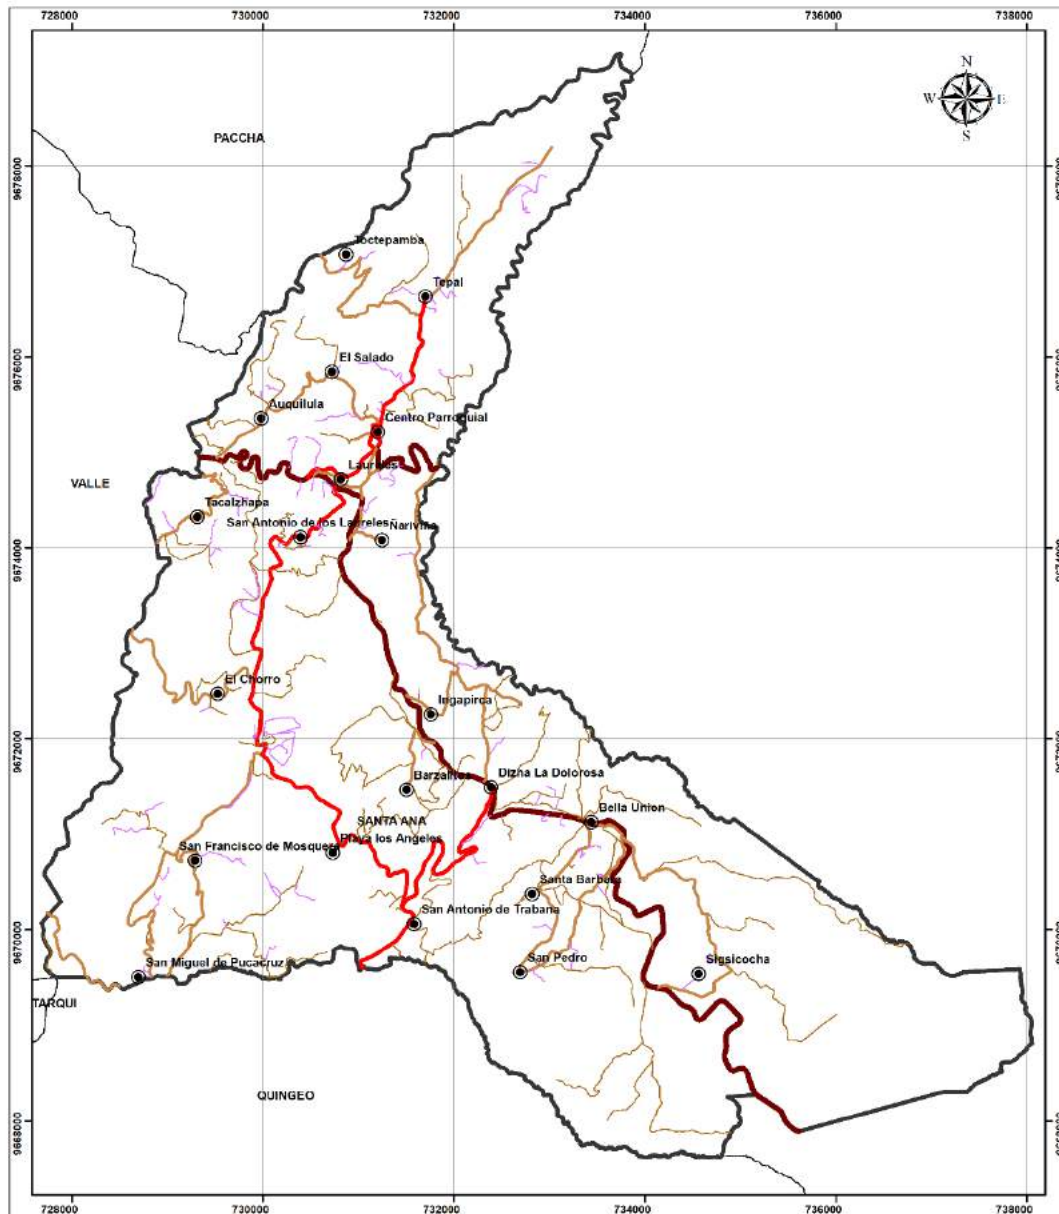 728000 730000 732000 734000 736000 738000
N
W E
S
PACCHA
9678000
Toctepamba
Tepal
9676000
El Salado
Auquilula
Centro Parroquial
Laureles
VALLE
Tacalzhapa
San Antonio de los Laureles
Nariviña
9674000
El Chorro
Ingapirca
9672000
Barzalitos
Dizha La Dolorosa
Bella Union
SANTA ANA
Playa los Angeles
San Francisco de Mosquera
Santa Barbara
San Antonio de Trabana
9670000
San Miguel de Pucacruz
San Pedro
Sigsicocha
TARQUI
QUINGEO
9668000
728000 730000 732000 734000 736000 738000